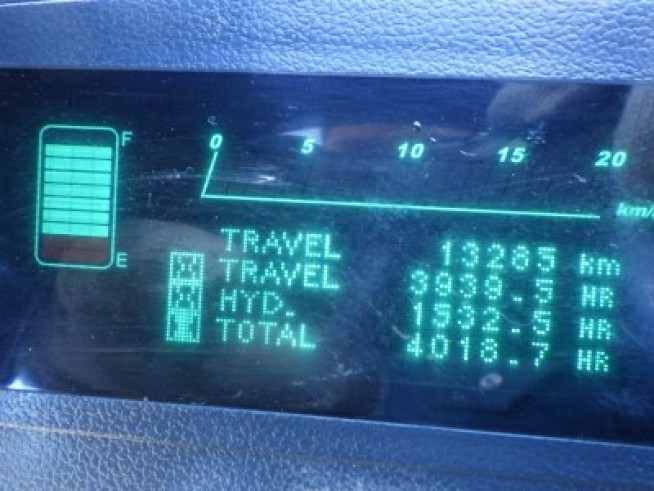 F
0 5 10 15 20
km/
E
TRAVEL 13285 km
TRAVEL 3939.5 HR
HYD. 1532.5 HR
TOTAL 4018.7 HR